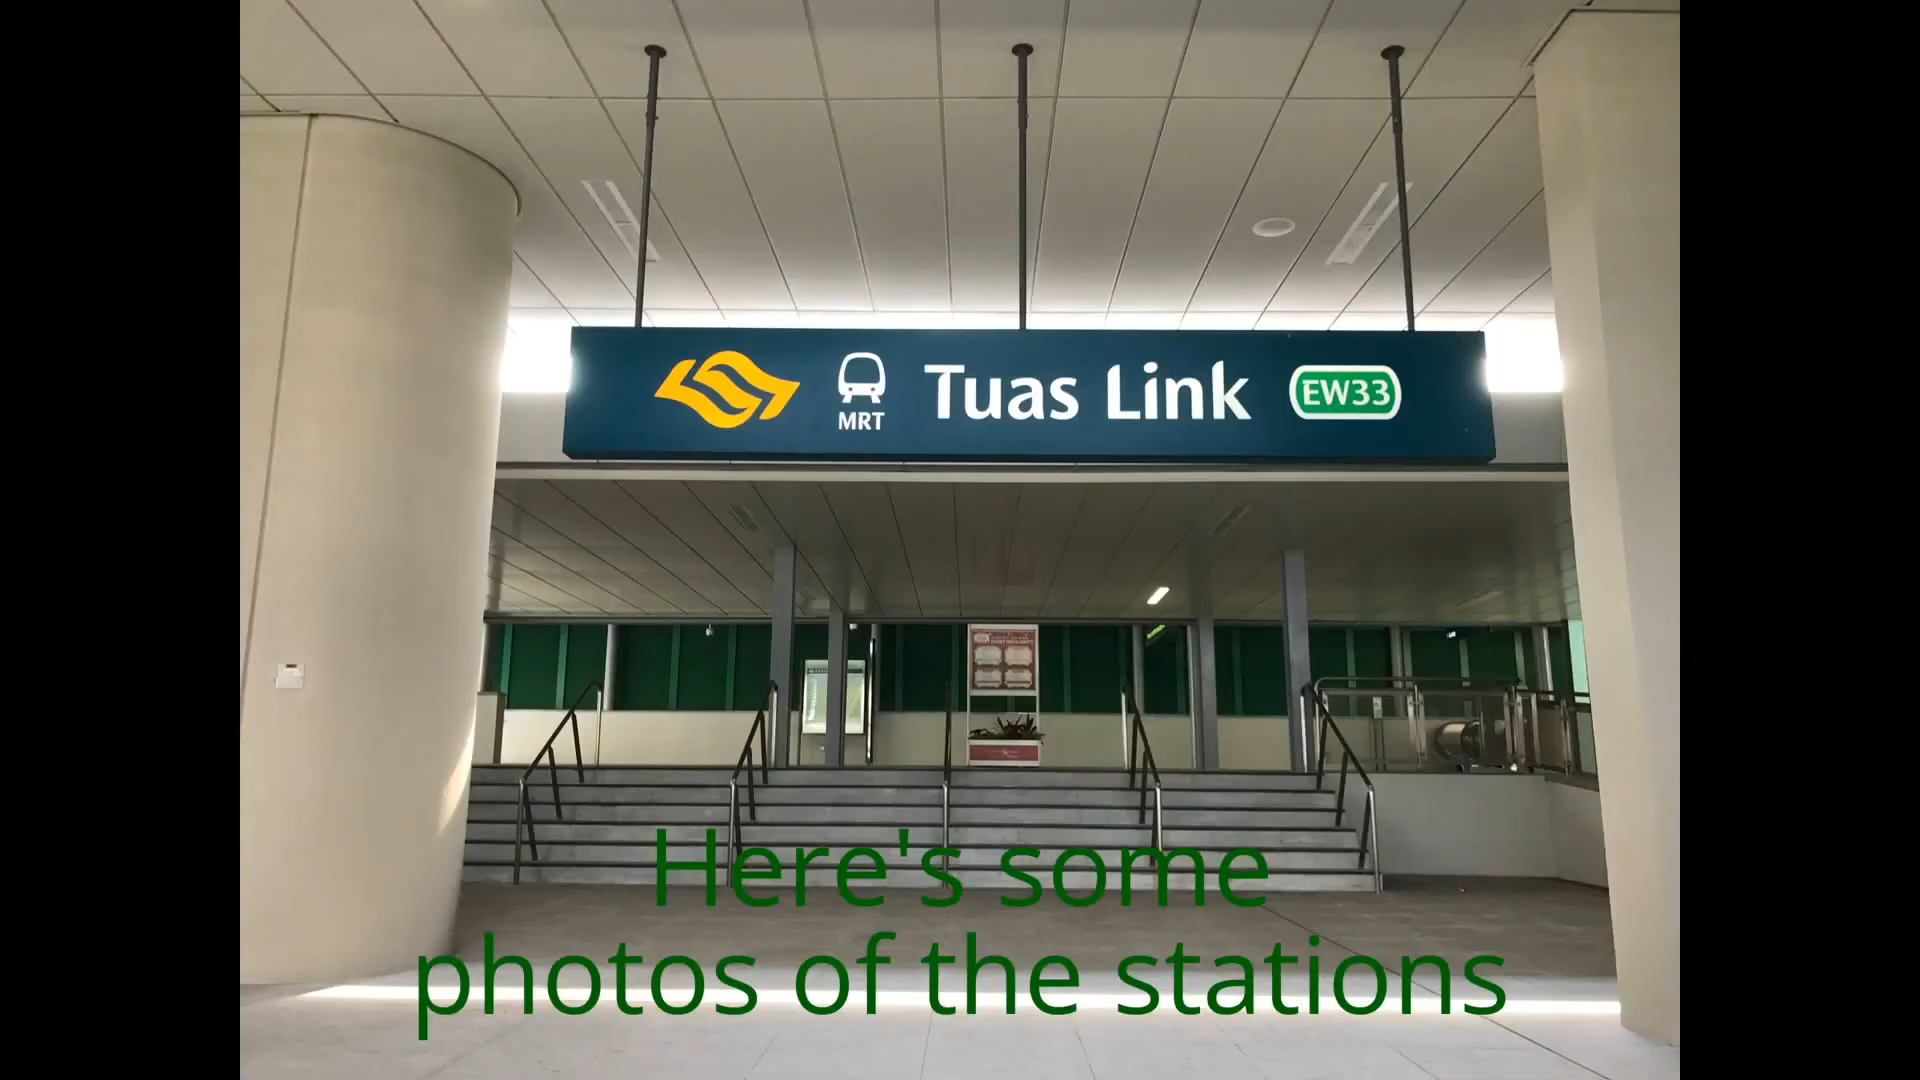 MRT
Tuas Link
EW33
Here's some
photos of the stations